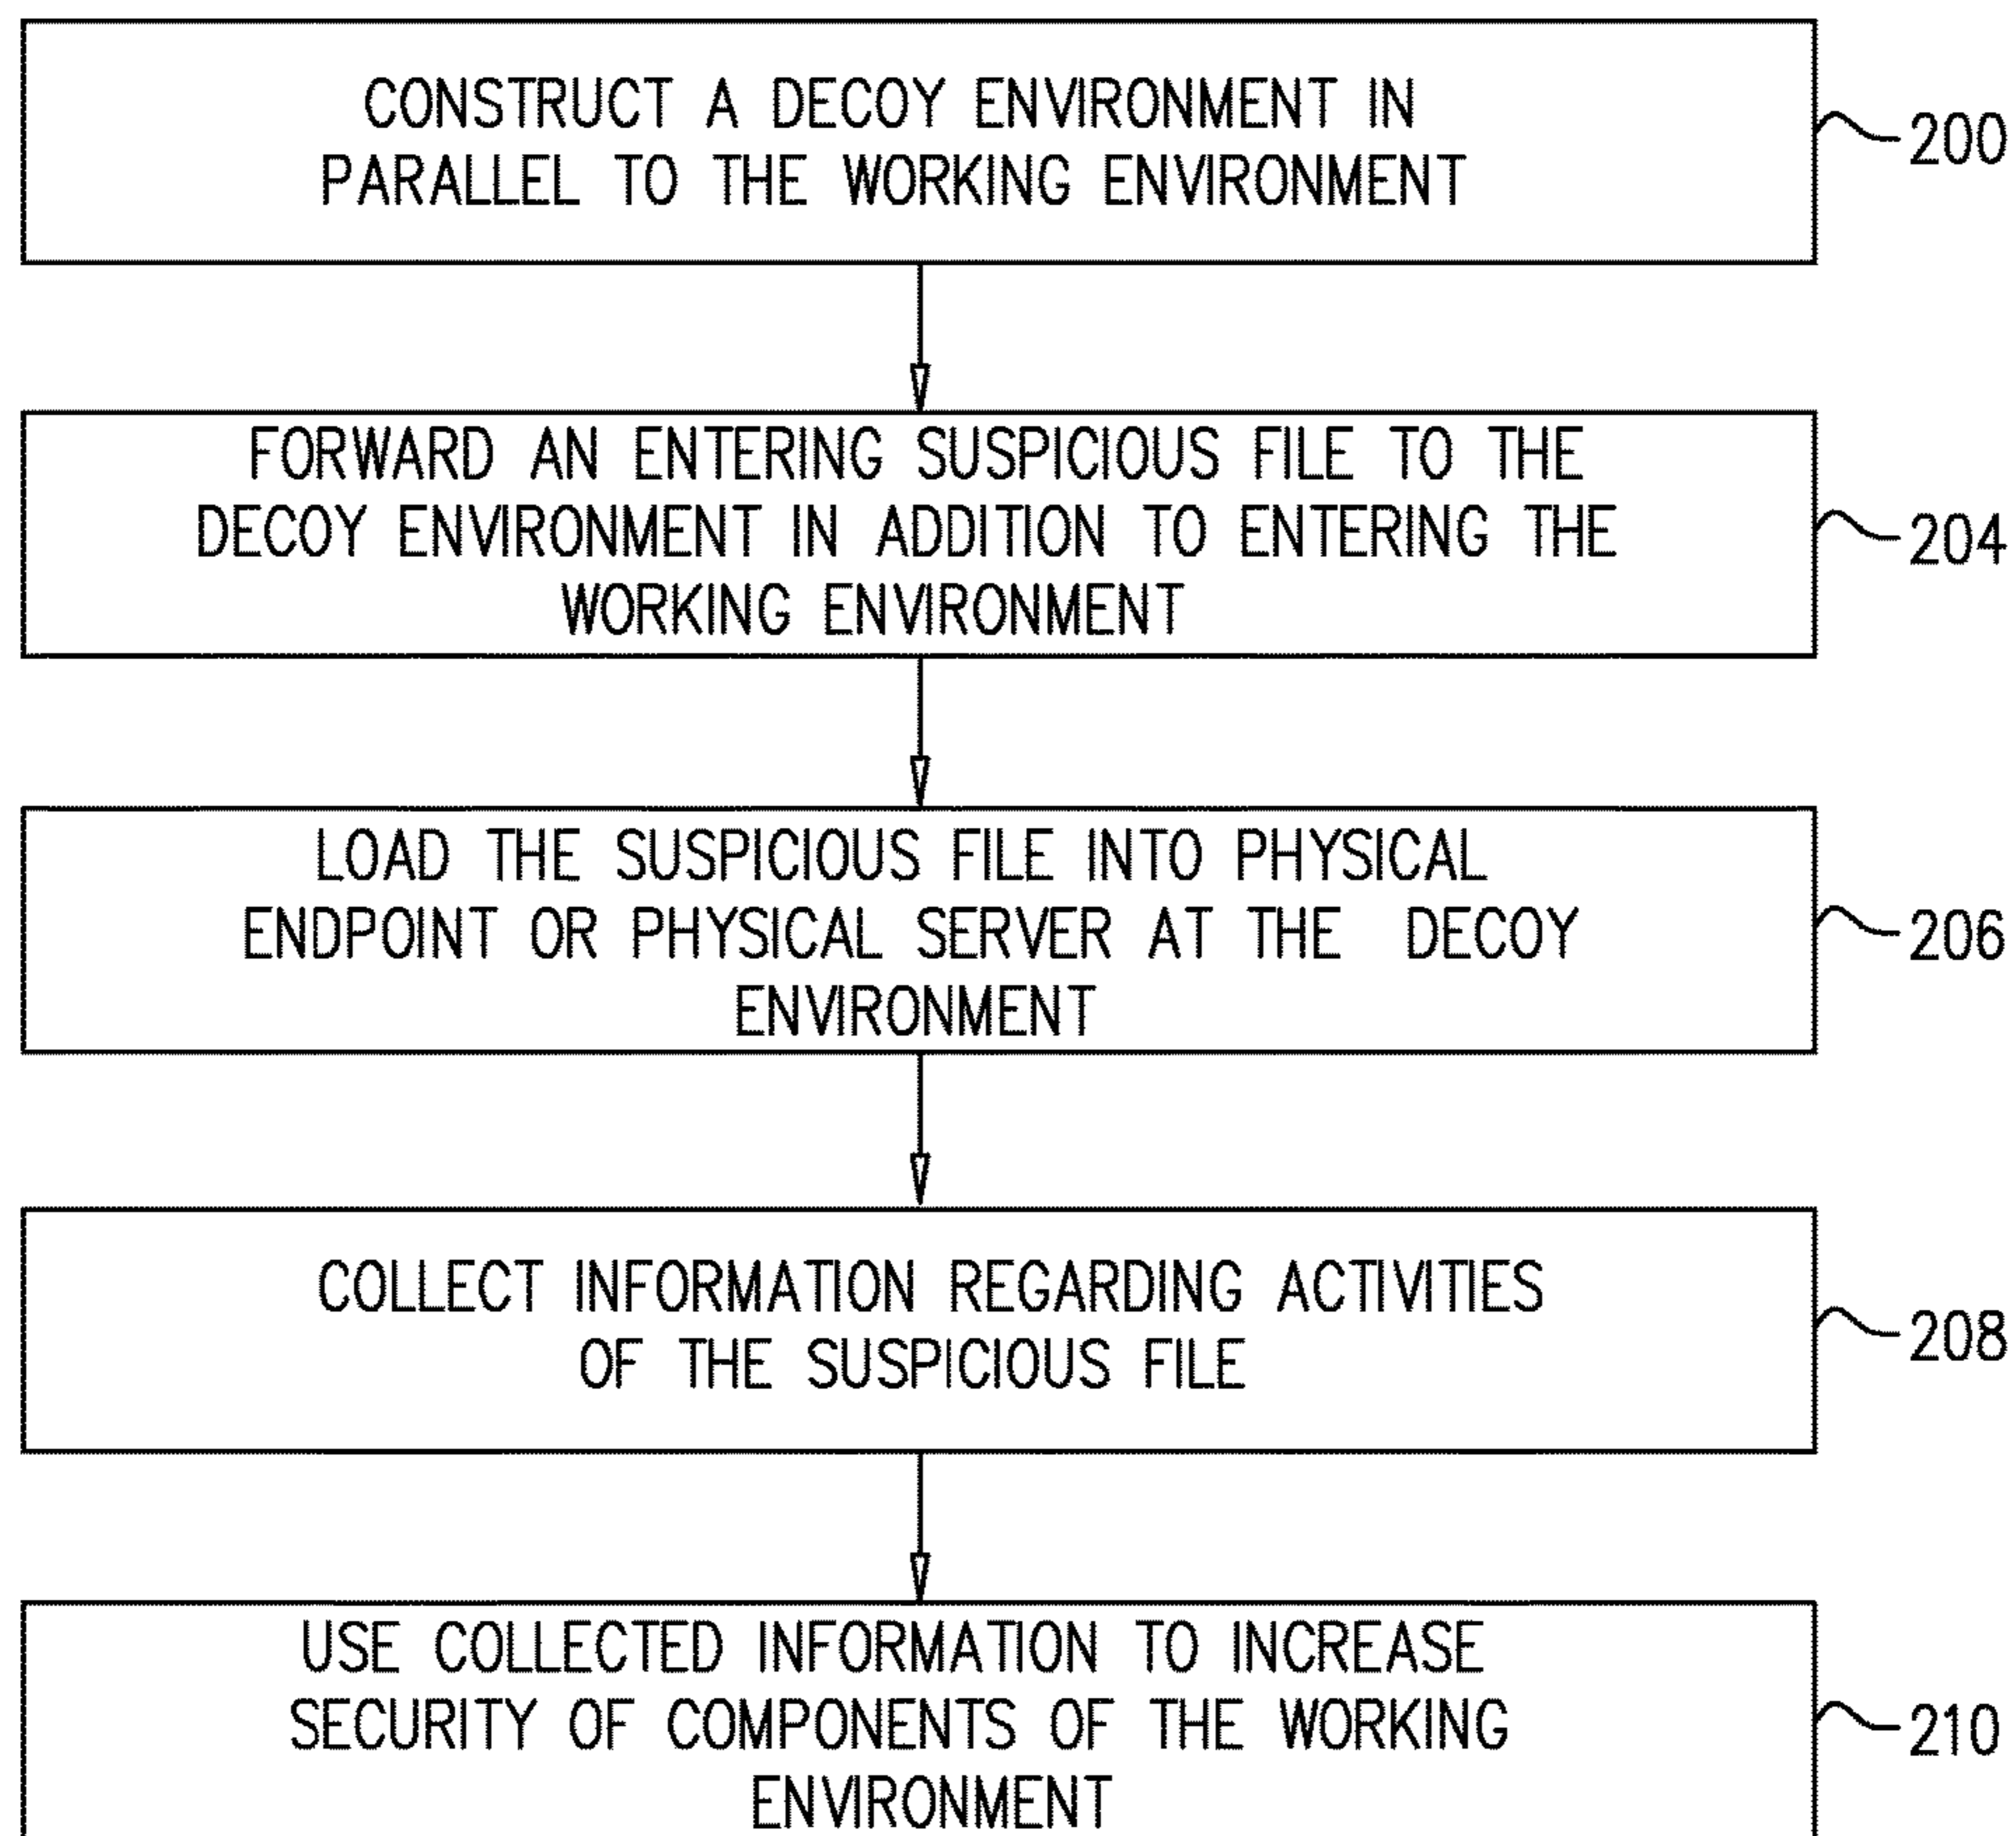 CONSTRUCT A DECOY ENVIRONMENT IN
PARALLEL TO THE WORKING ENVIRONMENT
200
FORWARD AN ENTERING SUSPICIOUS FILE TO THE
DECOY ENVIRONMENT IN ADDITION TO ENTERING THE
WORKING ENVIRONMENT
204
LOAD THE SUSPICIOUS FILE INTO PHYSICAL
ENDPOINT OR PHYSICAL SERVER AT THE DECOY
ENVIRONMENT
206
COLLECT INFORMATION REGARDING ACTIVITIES
OF THE SUSPICIOUS FILE
208
USE COLLECTED INFORMATION TO INCREASE
SECURITY OF COMPONENTS OF THE WORKING
ENVIRONMENT
210